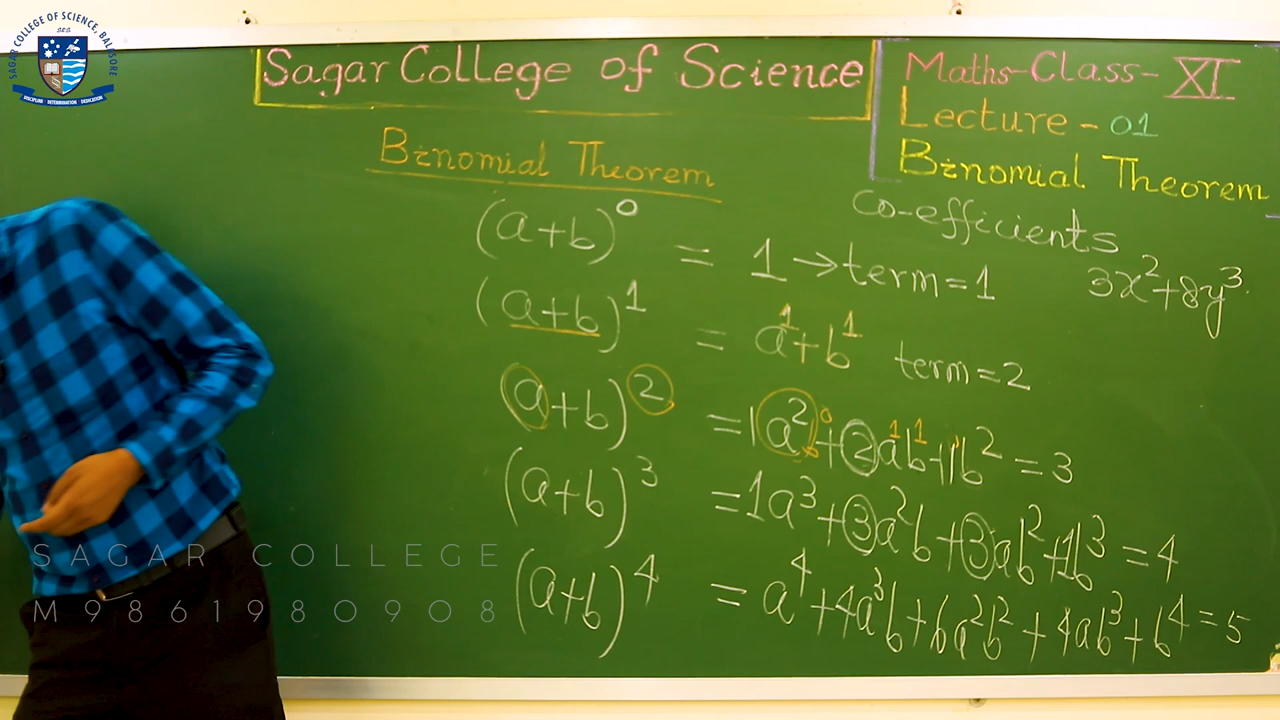 SAGAR COLLEGE OF SCIENCE, BALASORE
SCS
DISCIPLINE · DETERMINATION · DEDICATION
Sagar College of Science
Maths-Class-XI
Lecture-01
Binomial Theorem
Binomial Theorem
Co-efficients
(a+b)⁰ = 1 → term=1
3x²+8y³
(a+b)¹ = a¹+b¹ term=2
(a+b)² = 1a²b⁰+2a¹b¹+1b² = 3
(a+b)³ = 1a³+3a²b+3ab²+1b³ = 4
(a+b)⁴ = a⁴+4a³b+6a²b²+4ab³+b⁴ = 5
SAGAR COLLEGE
M9861980908